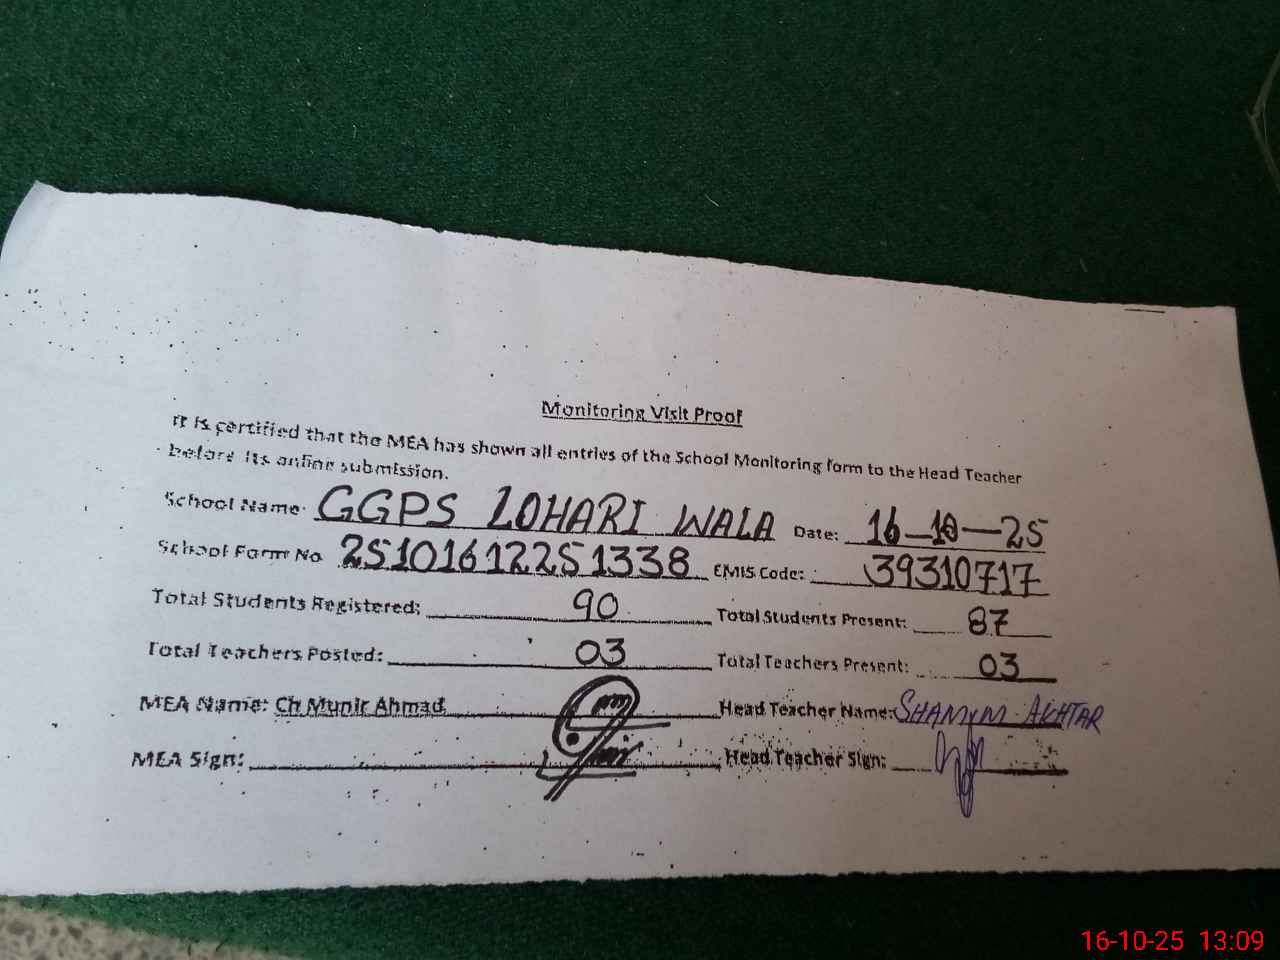 Monitoring Visit Proof
It is certified that the MEA has shown all entries of the School Monitoring form to the Head Teacher
before its online submission.
School Name: GGPS LOHARI WALA Date: 16-10-25
School Form No 2510161225 1338 EMIS Code: 39310717
Total Students Registered: 90 Total Students Present: 87
Total Teachers Posted: 03 Total Teachers Present: 03
MEA Name: Ch Munir Ahmad Head Teacher Name: SHAMYM AKHTAR
MEA Sign: Head Teacher Sign:
16-10-25 13:09